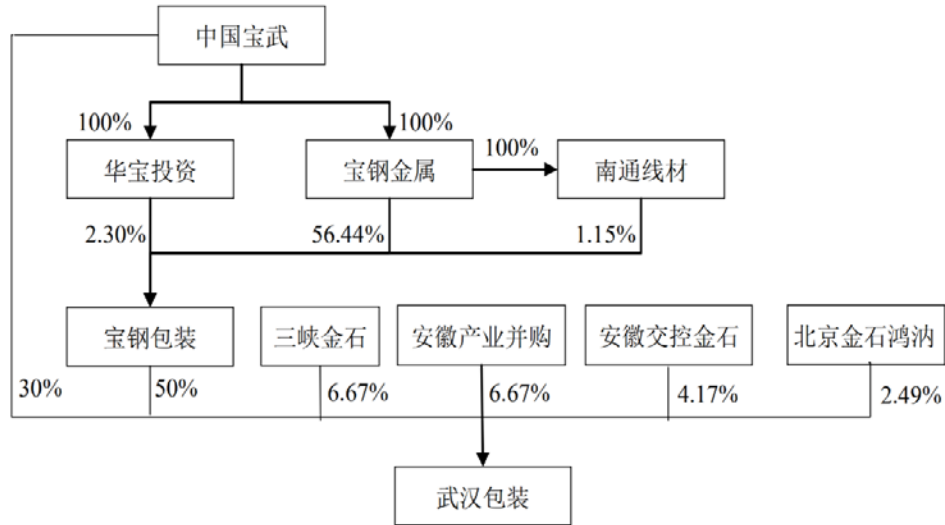 中国宝武
100%
100%
华宝投资
宝钢金属
100%
南通线材
2.30%
56.44%
1.15%
宝钢包装
三峡金石
安徽产业并购
安徽交控金石
北京金石鸿汭
30%
50%
6.67%
6.67%
4.17%
2.49%
武汉包装